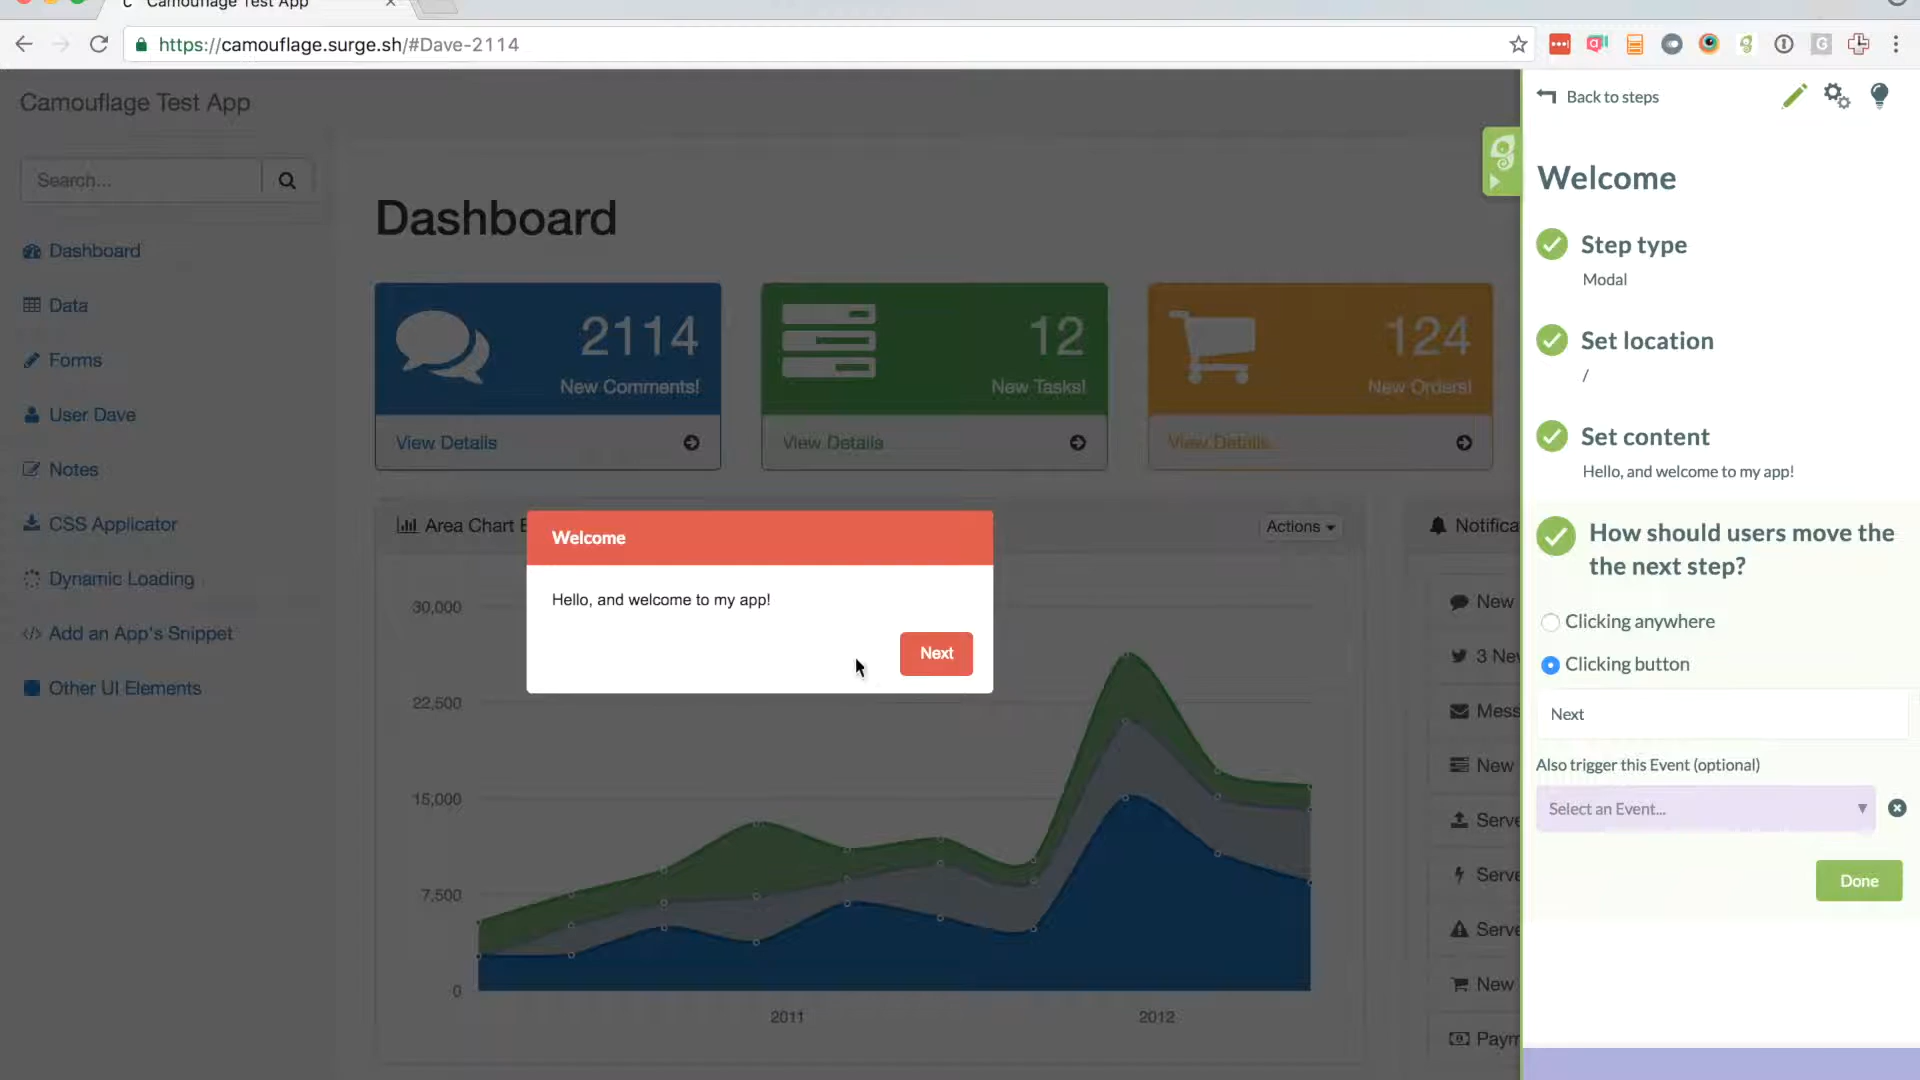 Camouflage Test App
https://camouflage.surge.sh/#Dave-2114
Camouflage Test App
Search...
Dashboard
Data
Forms
User Dave
Notes
CSS Applicator
Dynamic Loading
Add an App's Snippet
Other UI Elements
Dashboard
2114
New Comments!
View Details
12
New Tasks!
View Details
124
New Orders!
View Details
Area Chart E
Actions
30,000
22,500
15,000
7,500
0
2011
2012
Welcome
Hello, and welcome to my app!
Next
Notifica
New
3 Nev
Mess
New
Serve
Serve
Serve
New
Paym
Back to steps
Welcome
Step type
Modal
Set location
/
Set content
Hello, and welcome to my app!
How should users move the
the next step?
Clicking anywhere
Clicking button
Next
Also trigger this Event (optional)
Select an Event...
Done